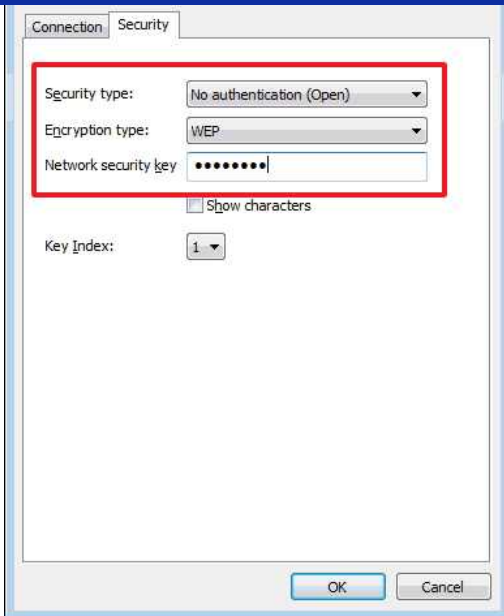 Connection Security
Security type: No authentication (Open)
Encryption type: WEP
Network security key ••••••••
Show characters
Key Index: 1
OK Cancel